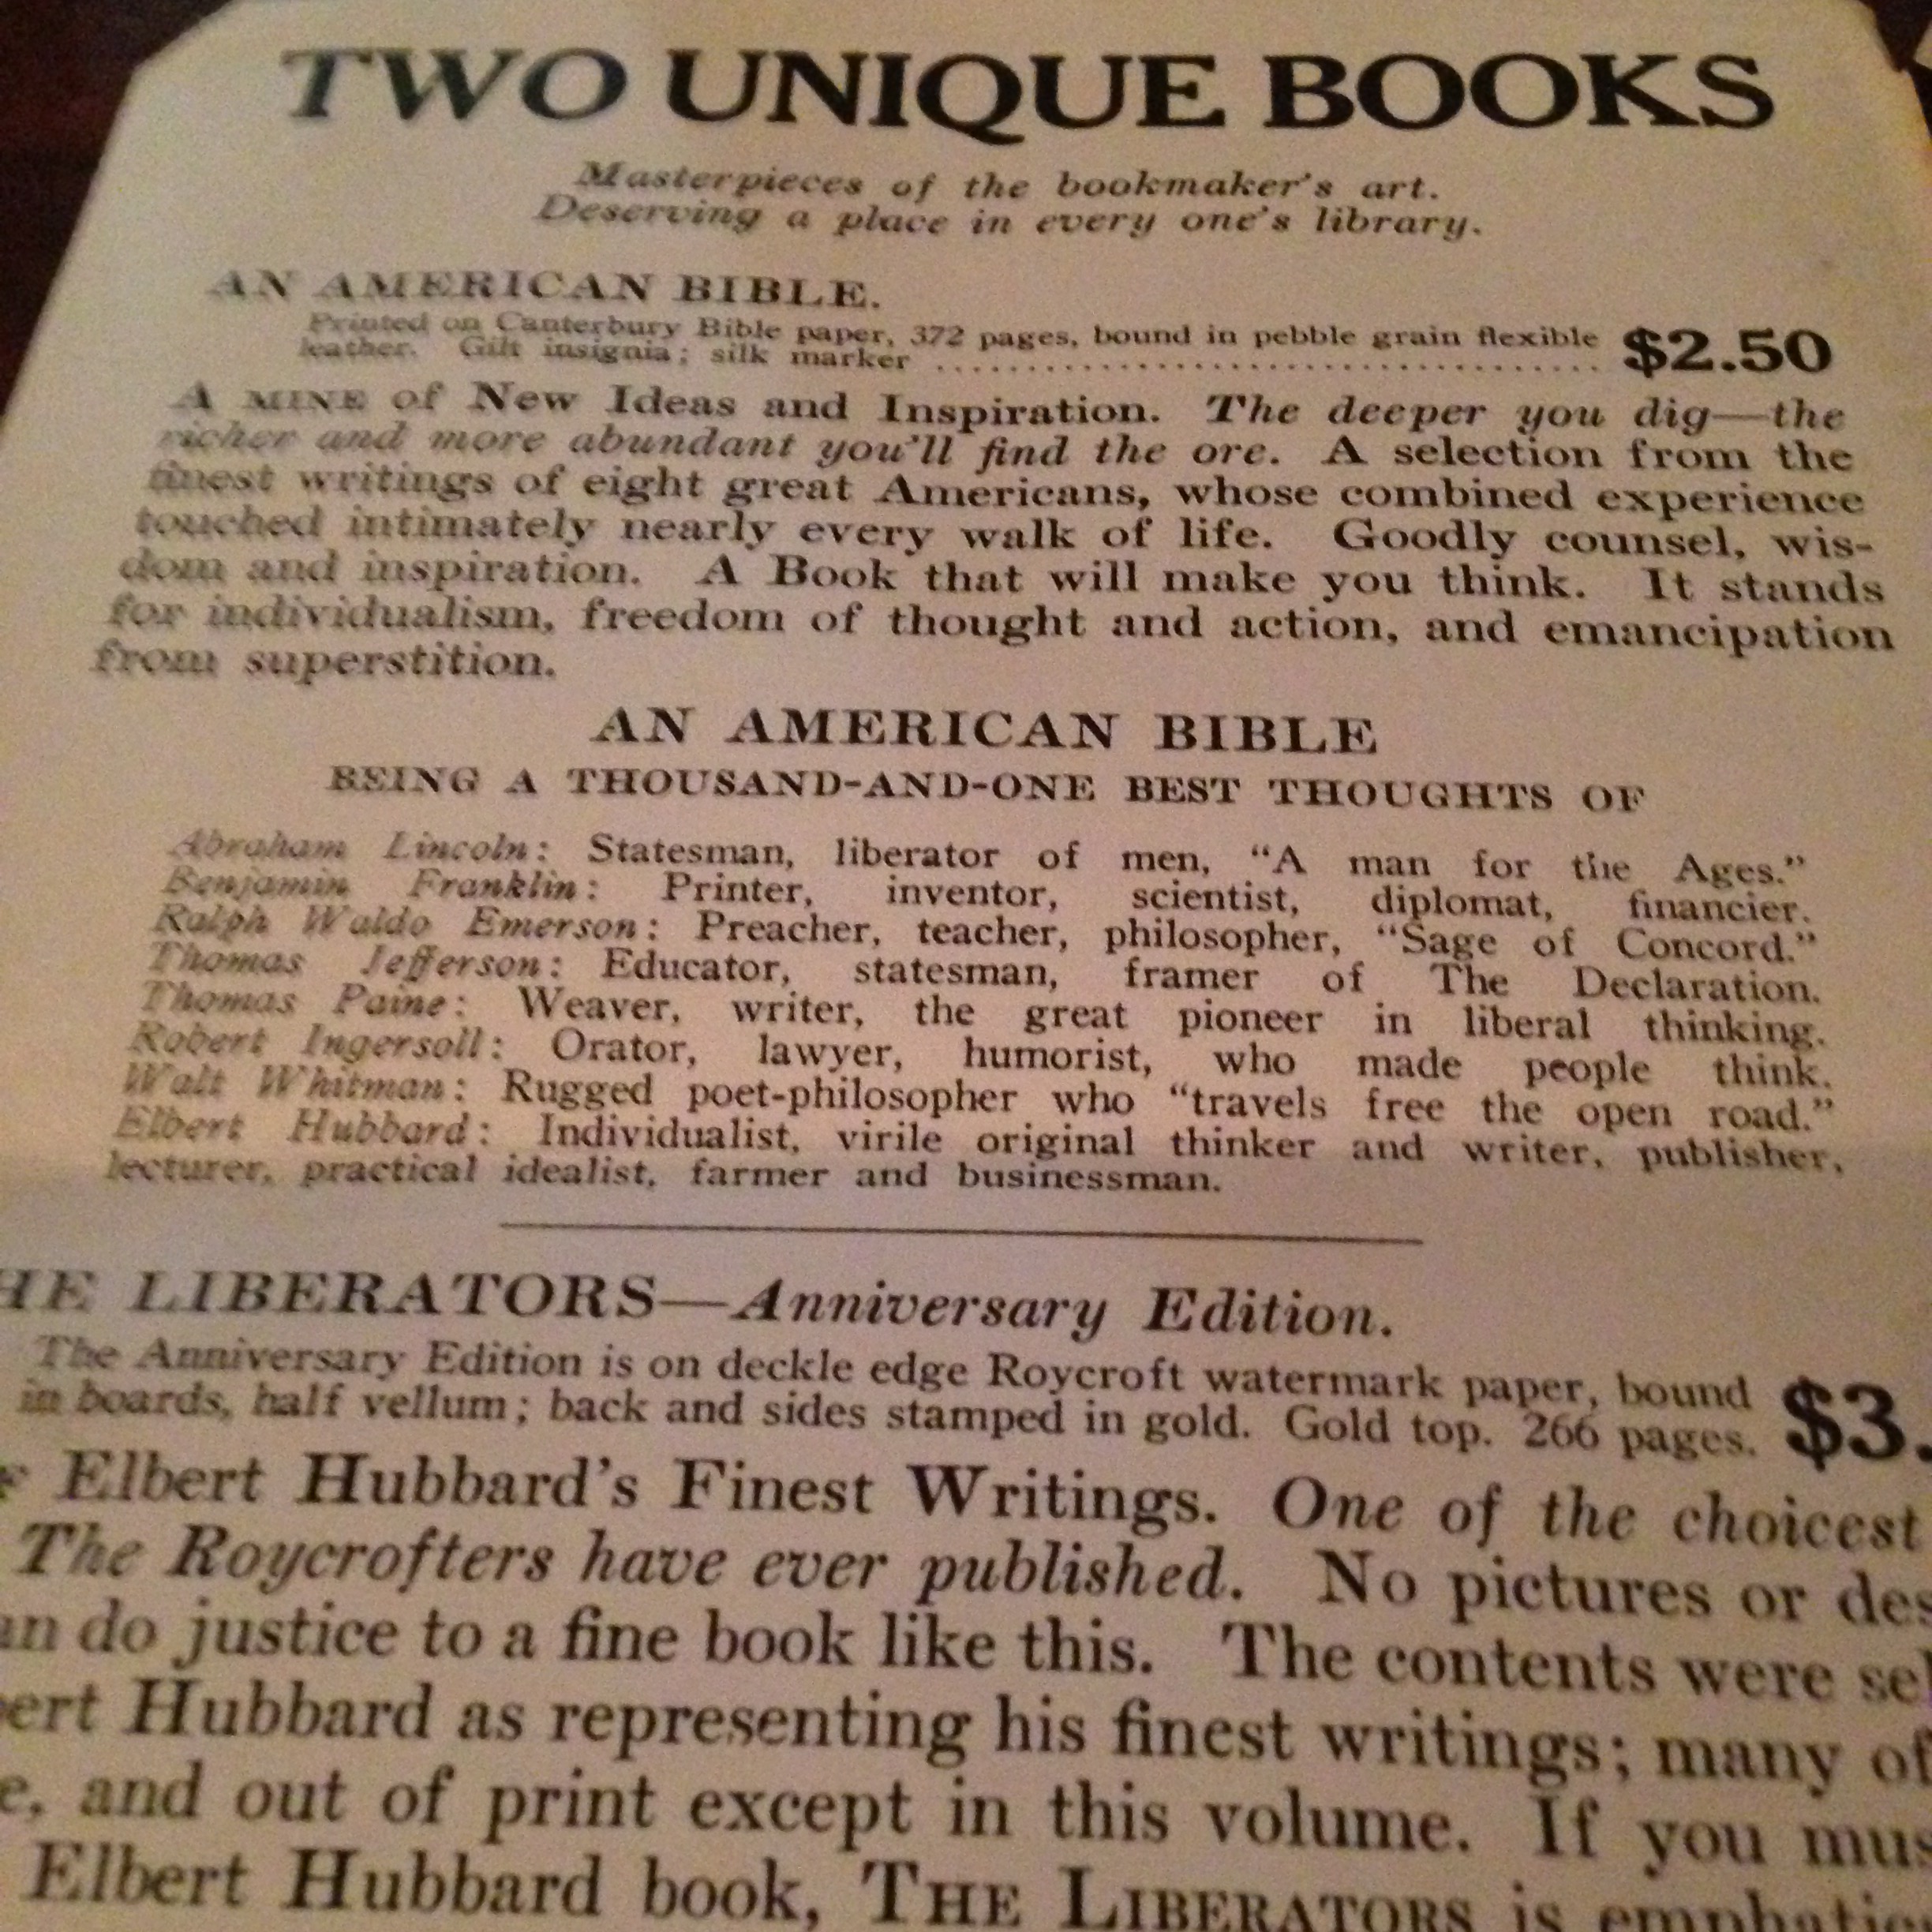 TWO UNIQUE BOOKS
Masterpieces of the bookmaker's art.
Deserving a place in every one's library.
AN AMERICAN BIBLE.
Printed on Canterbury Bible paper, 372 pages, bound in pebble grain flexible
leather. Gilt insignia; silk marker .................................... $2.50
A MINE of New Ideas and Inspiration. The deeper you dig—the
richer and more abundant you'll find the ore. A selection from the
finest writings of eight great Americans, whose combined experience
touched intimately nearly every walk of life. Goodly counsel, wis-
dom and inspiration. A Book that will make you think. It stands
for individualism, freedom of thought and action, and emancipation
from superstition.
AN AMERICAN BIBLE
BEING A THOUSAND-AND-ONE BEST THOUGHTS OF
Abraham Lincoln: Statesman, liberator of men, "A man for the Ages."
Benjamin Franklin: Printer, inventor, scientist, diplomat, financier.
Ralph Waldo Emerson: Preacher, teacher, philosopher, "Sage of Concord."
Thomas Jefferson: Educator, statesman, framer of The Declaration.
Thomas Paine: Weaver, writer, the great pioneer in liberal thinking.
Robert Ingersoll: Orator, lawyer, humorist, who made people think.
Walt Whitman: Rugged poet-philosopher who "travels free the open road."
Elbert Hubbard: Individualist, virile original thinker and writer, publisher,
lecturer, practical idealist, farmer and businessman.
HE LIBERATORS—Anniversary Edition.
The Anniversary Edition is on deckle edge Roycroft watermark paper, bound
in boards, half vellum; back and sides stamped in gold. Gold top. 266 pages. $3.
Elbert Hubbard's Finest Writings. One of the choicest
The Roycrofters have ever published. No pictures or des
an do justice to a fine book like this. The contents were sel
bert Hubbard as representing his finest writings; many of
e, and out of print except in this volume. If you mus
Elbert Hubbard book, THE LIBERATORS is emphatic